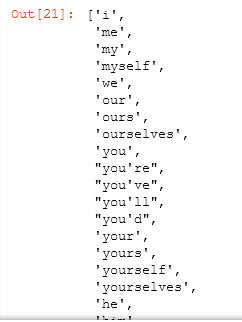 Out[21]: ['i',
'me',
'my',
'myself',
'we',
'our',
'ours',
'ourselves',
'you',
"you're",
"you've",
"you'll",
"you'd",
'your',
'yours',
'yourself',
'yourselves',
'he',